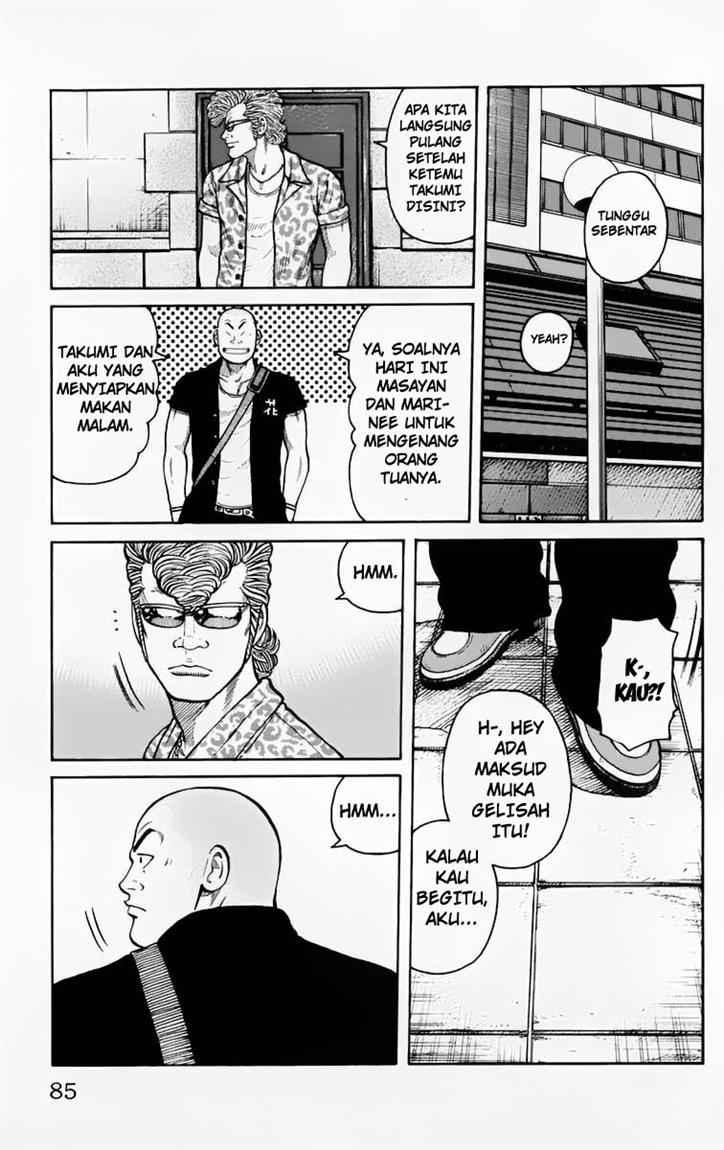 TUNGGU
SEBENTAR
YEAH?
APA KITA
LANGSUNG
PULANG
SETELAH
KETEMU
TAKUMI
DISINI?
YA, SOALNYA
HARI INI
MASAYAN
DAN MARI-
NEE UNTUK
MENGENANG
ORANG
TUANYA.
TAKUMI DAN
AKU YANG
MENYIAPKAN
MAKAN
MALAM.
K-,
KAU?!
H-, HEY
ADA
MAKSUD
MUKA
GELISAH
ITU!
KALAU
KAU
BEGITU,
AKU...
HMM.
...
HMM...
85